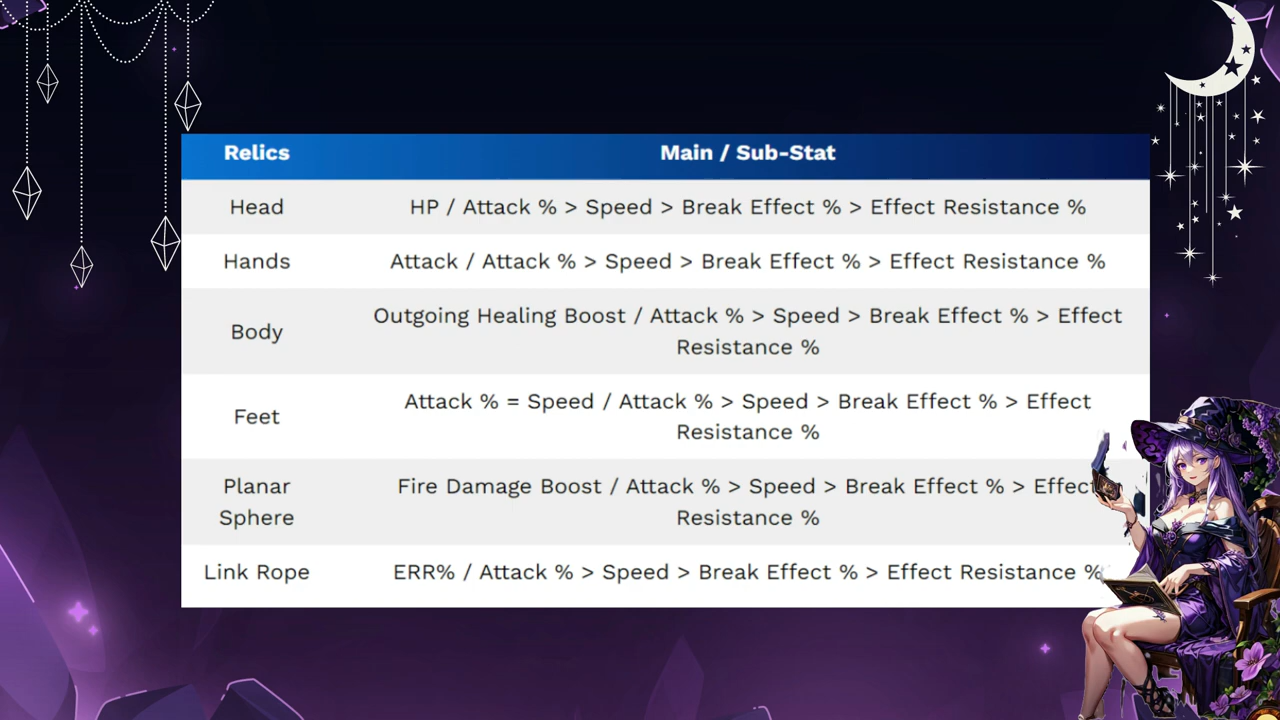 Relics Main / Sub-Stat
Head HP / Attack % > Speed > Break Effect % > Effect Resistance %
Hands Attack / Attack % > Speed > Break Effect % > Effect Resistance %
Body Outgoing Healing Boost / Attack % > Speed > Break Effect % > Effect
Resistance %
Feet Attack % = Speed / Attack % > Speed > Break Effect % > Effect
Resistance %
Planar Sphere Fire Damage Boost / Attack % > Speed > Break Effect % > Effect
Resistance %
Link Rope ERR% / Attack % > Speed > Break Effect % > Effect Resistance %